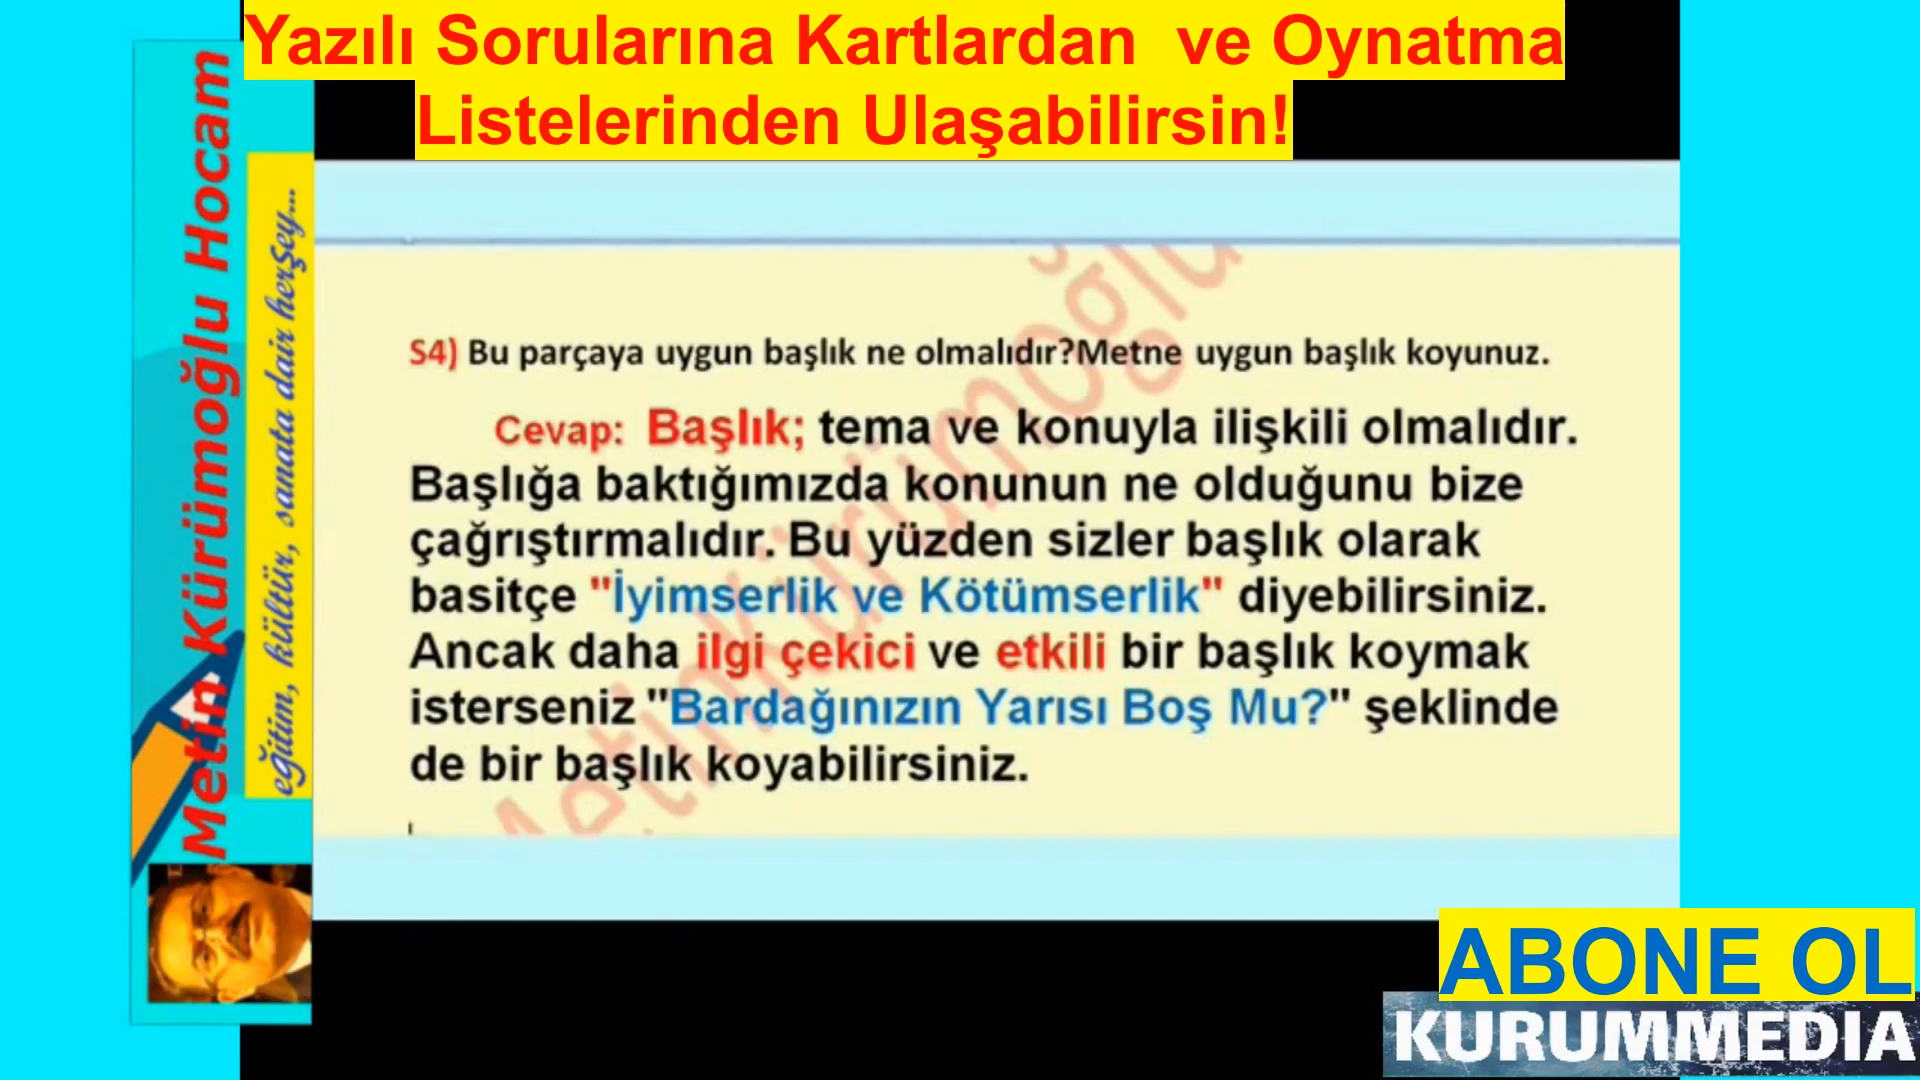 Yazılı Sorularına Kartlardan ve Oynatma
Listelerinden Ulaşabilirsin!
Metin Kürümoğlu Hocam
eğitim, kültür, sanata dair herşey...
S4) Bu parçaya uygun başlık ne olmalıdır?Metne uygun başlık koyunuz.
Cevap: Başlık; tema ve konuyla ilişkili olmalıdır.
Başlığa baktığımızda konunun ne olduğunu bize
çağrıştırmalıdır. Bu yüzden sizler başlık olarak
basitçe "İyimserlik ve Kötümserlik" diyebilirsiniz.
Ancak daha ilgi çekici ve etkili bir başlık koymak
isterseniz "Bardağınızın Yarısı Boş Mu?" şeklinde
de bir başlık koyabilirsiniz.
MetinKürümoğlu
ABONE OL
KURUMMEDIA